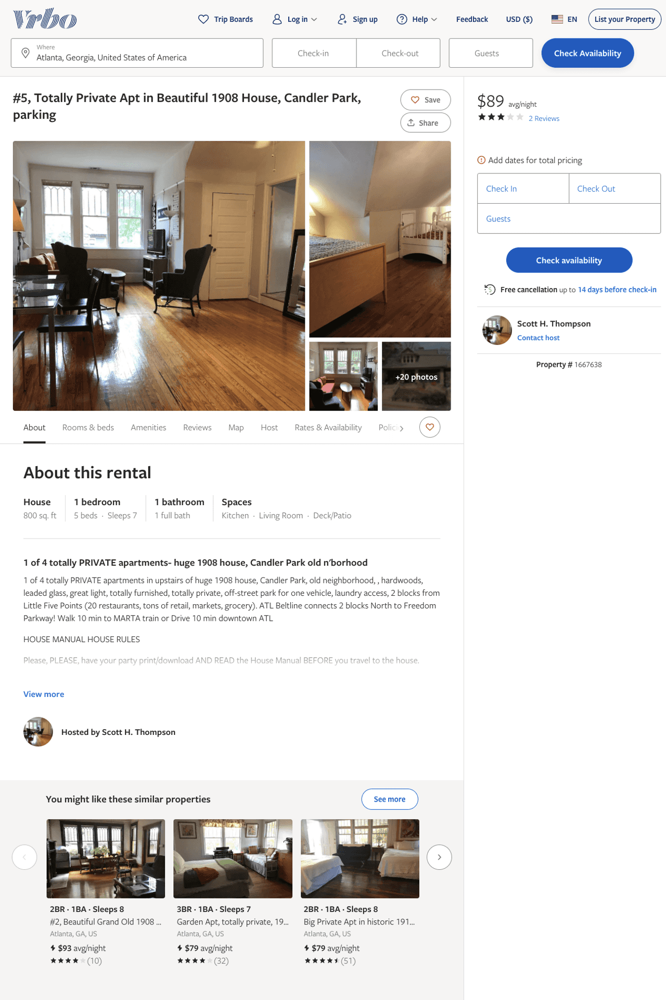 Vrbo
Trip Boards
Log in
Sign up
Help
Feedback
USD ($)
EN
List your Property
Where
Atlanta, Georgia, United States of America
Check-in
Check-out
Guests
Check Availability
#5, Totally Private Apt in Beautiful 1908 House, Candler Park,
parking
Save
Share
+20 photos
$89 avg/night
2 Reviews
Add dates for total pricing
Check In
Check Out
Guests
Check availability
Free cancellation up to 14 days before check-in
Scott H. Thompson
Contact host
Property # 1667638
About
Rooms & beds
Amenities
Reviews
Map
Host
Rates & Availability
Polici
About this rental
House
800 sq. ft
1 bedroom
5 beds · Sleeps 7
1 bathroom
1 full bath
Spaces
Kitchen · Living Room · Deck/Patio
1 of 4 totally PRIVATE apartments- huge 1908 house, Candler Park old n'borhood
1 of 4 totally PRIVATE apartments in upstairs of huge 1908 house, Candler Park, old neighborhood, , hardwoods,
leaded glass, great light, totally furnished, totally private, off-street park for one vehicle, laundry access, 2 blocks from
Little Five Points (20 restaurants, tons of retail, markets, grocery). ATL Beltline connects 2 blocks North to Freedom
Parkway! Walk 10 min to MARTA train or Drive 10 min downtown ATL
HOUSE MANUAL HOUSE RULES
Please, PLEASE, have your party print/download AND READ the House Manual BEFORE you travel to the house.
View more
Hosted by Scott H. Thompson
You might like these similar properties
See more
2BR · 1BA · Sleeps 8
#2, Beautiful Grand Old 1908 ...
Atlanta, GA, US
$93 avg/night
(10)
3BR · 1BA · Sleeps 7
Garden Apt, totally private, 19...
Atlanta, GA, US
$79 avg/night
(32)
2BR · 1BA · Sleeps 8
Big Private Apt in historic 191...
Atlanta, GA, US
$79 avg/night
(51)